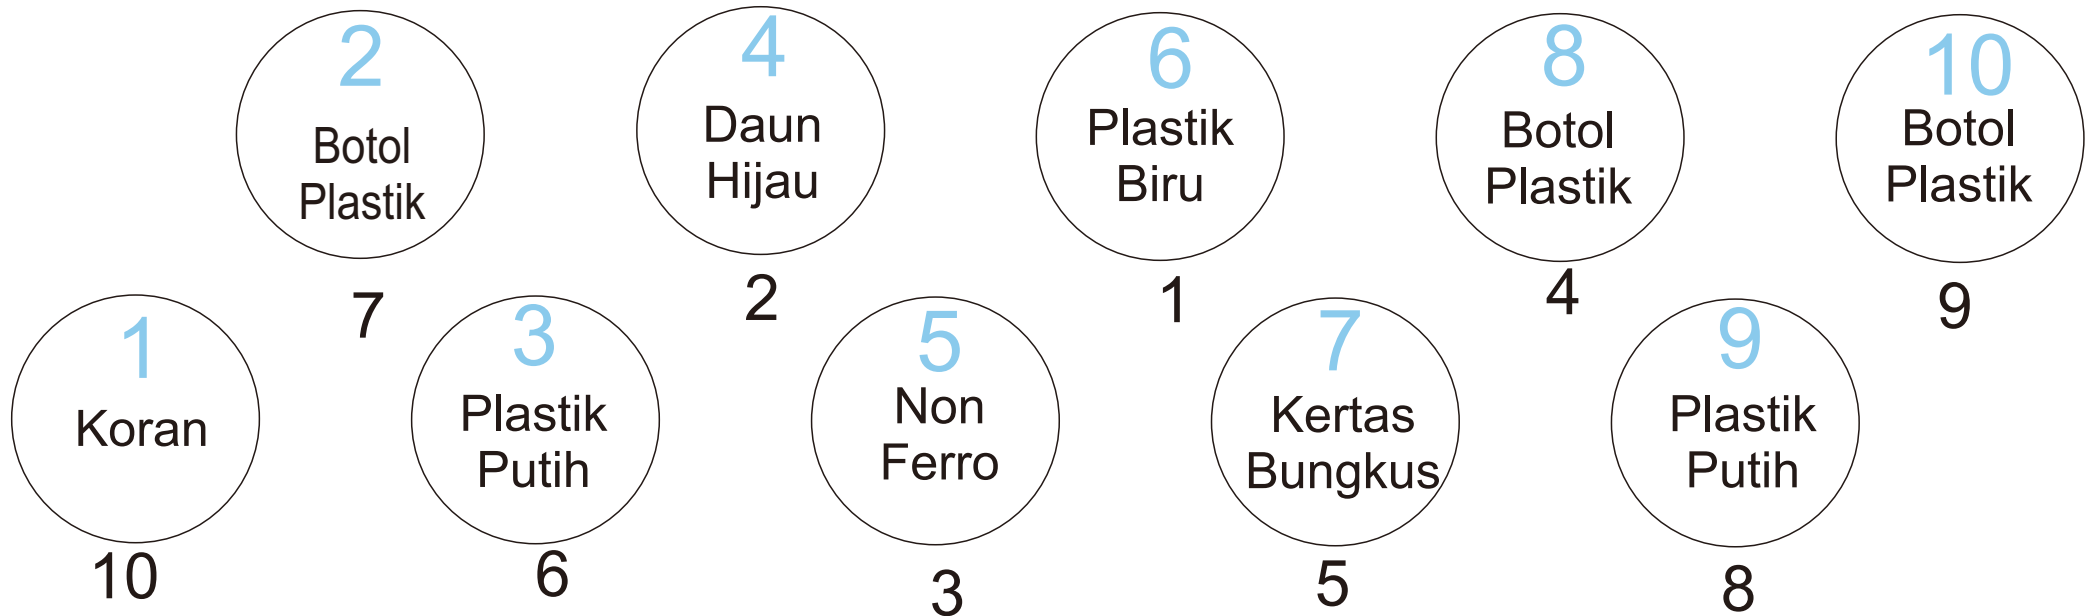 2
Botol
Plastik
7
4
Daun
Hijau
2
6
Plastik
Biru
1
8
Botol
Plastik
4
10
Botol
Plastik
9
1
Koran
10
3
Plastik
Putih
6
5
Non
Ferro
3
7
Kertas
Bungkus
5
9
Plastik
Putih
8